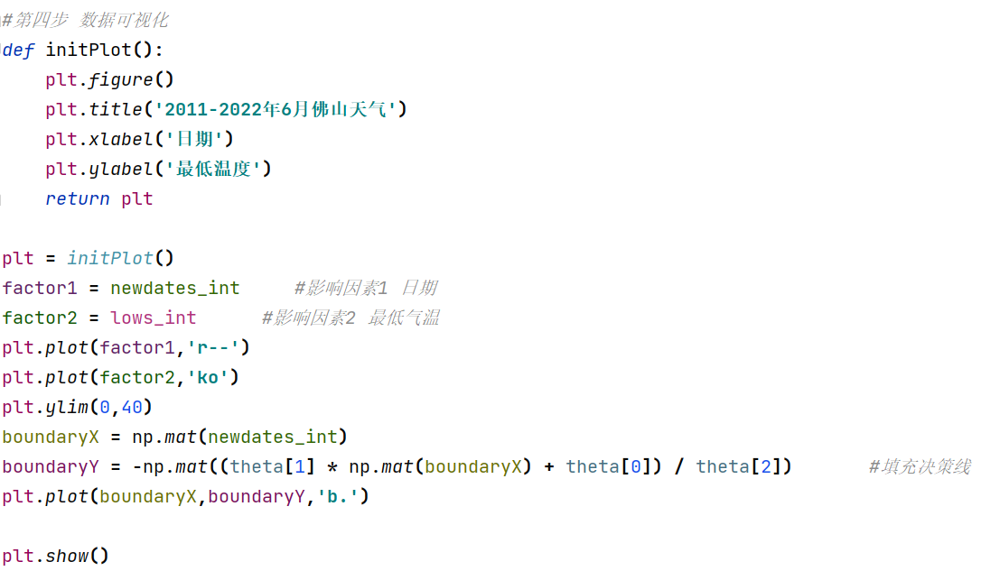 #第四步 数据可视化
def initPlot():
    plt.figure()
    plt.title('2011-2022年6月佛山天气')
    plt.xlabel('日期')
    plt.ylabel('最低温度')
    return plt
plt = initPlot()
factor1 = newdates_int     #影响因素1 日期
factor2 = lows_int      #影响因素2 最低气温
plt.plot(factor1,'r--')
plt.plot(factor2,'ko')
plt.ylim(0,40)
boundaryX = np.mat(newdates_int)
boundaryY = -np.mat((theta[1] * np.mat(boundaryX) + theta[0]) / theta[2])       #填充决策线
plt.plot(boundaryX,boundaryY,'b.')
plt.show()